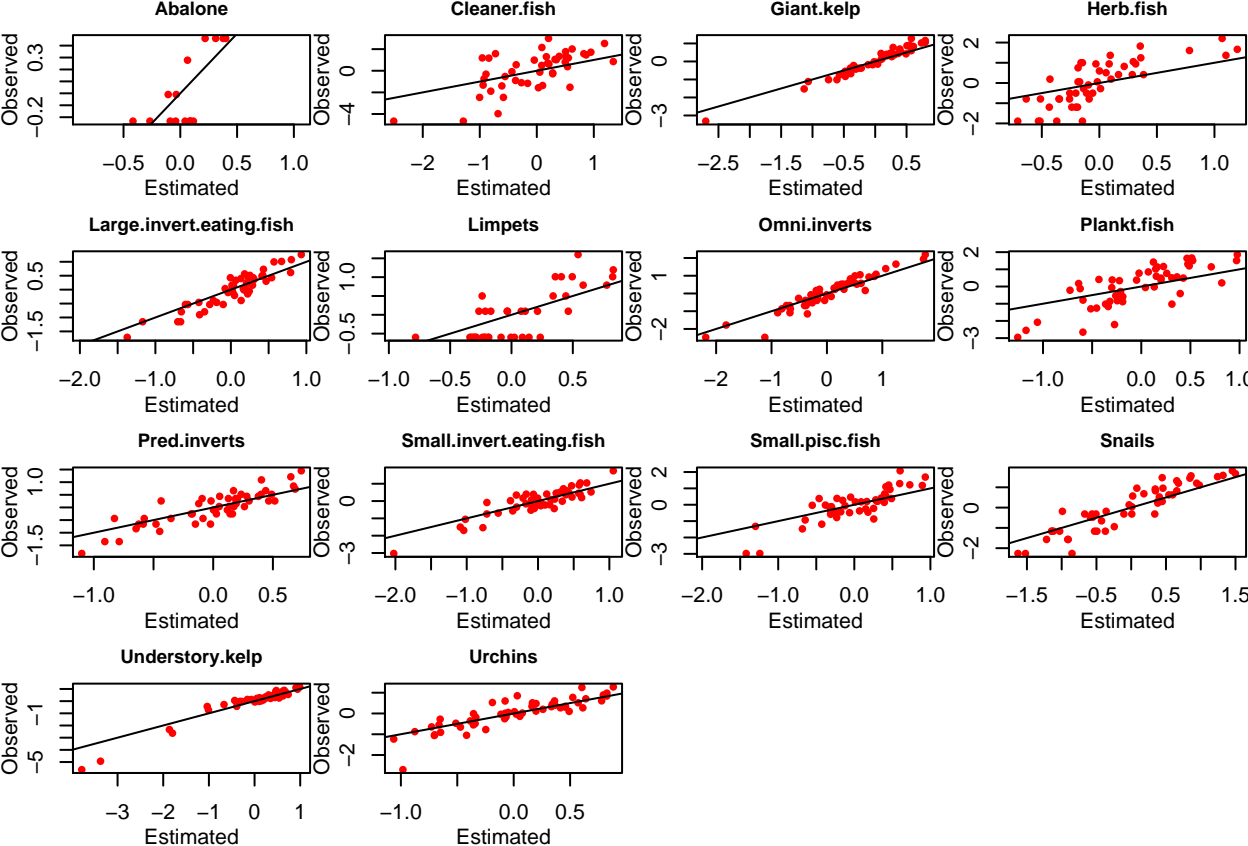 Abalone
Cleaner.fish
Giant.kelp
Herb.fish
Observed
−0.2
0.3
Observed
−4
0
Observed
−3
0
Observed
−2
0
2
−0.5 0.0 0.5 1.0
−2 −1 0 1
−2.5 −1.5 −0.5 0.5
−0.5 0.0 0.5 1.0
Estimated
Estimated
Estimated
Estimated
Large.invert.eating.fish
Limpets
Omni.inverts
Plankt.fish
Observed
−1.5
0.5
Observed
−0.5
1.0
Observed
−2
1
Observed
−3
0
2
−2.0 −1.0 0.0 1.0
−1.0 0.0 0.5
−2 −1 0 1
−1.0 0.0 0.5 1.0
Estimated
Estimated
Estimated
Estimated
Pred.inverts
Small.invert.eating.fish
Small.pisc.fish
Snails
Observed
−1.5
1.0
Observed
−3
0
Observed
−3
0
2
Observed
−2
0
−1.0 0.0 0.5
−2.0 −1.0 0.0 1.0
−2.0 −1.0 0.0 1.0
−1.5 −0.5 0.5 1.5
Estimated
Estimated
Estimated
Estimated
Understory.kelp
Urchins
Observed
−5
−1
Observed
−2
0
−3 −2 −1 0 1
−1.0 0.0 0.5
Estimated
Estimated